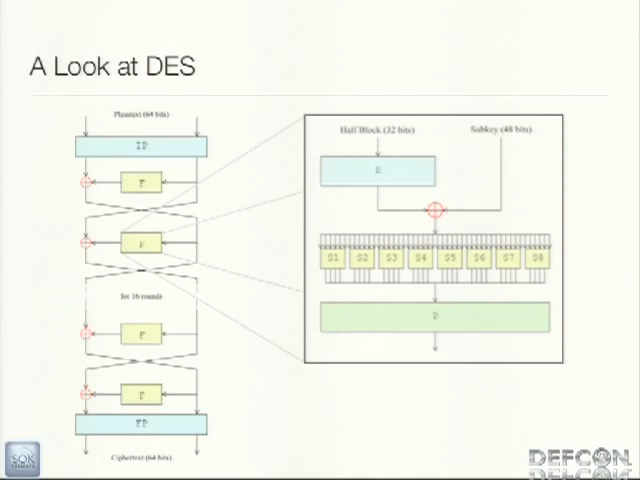 A Look at DES
Plaintext (64 bits)
IP
F
F
for 16 rounds
F
F
FP
Ciphertext (64 bits)
Half Block (32 bits)
Subkey (48 bits)
E
S1 S2 S3 S4 S5 S6 S7 S8
P
SOK
DEFCON